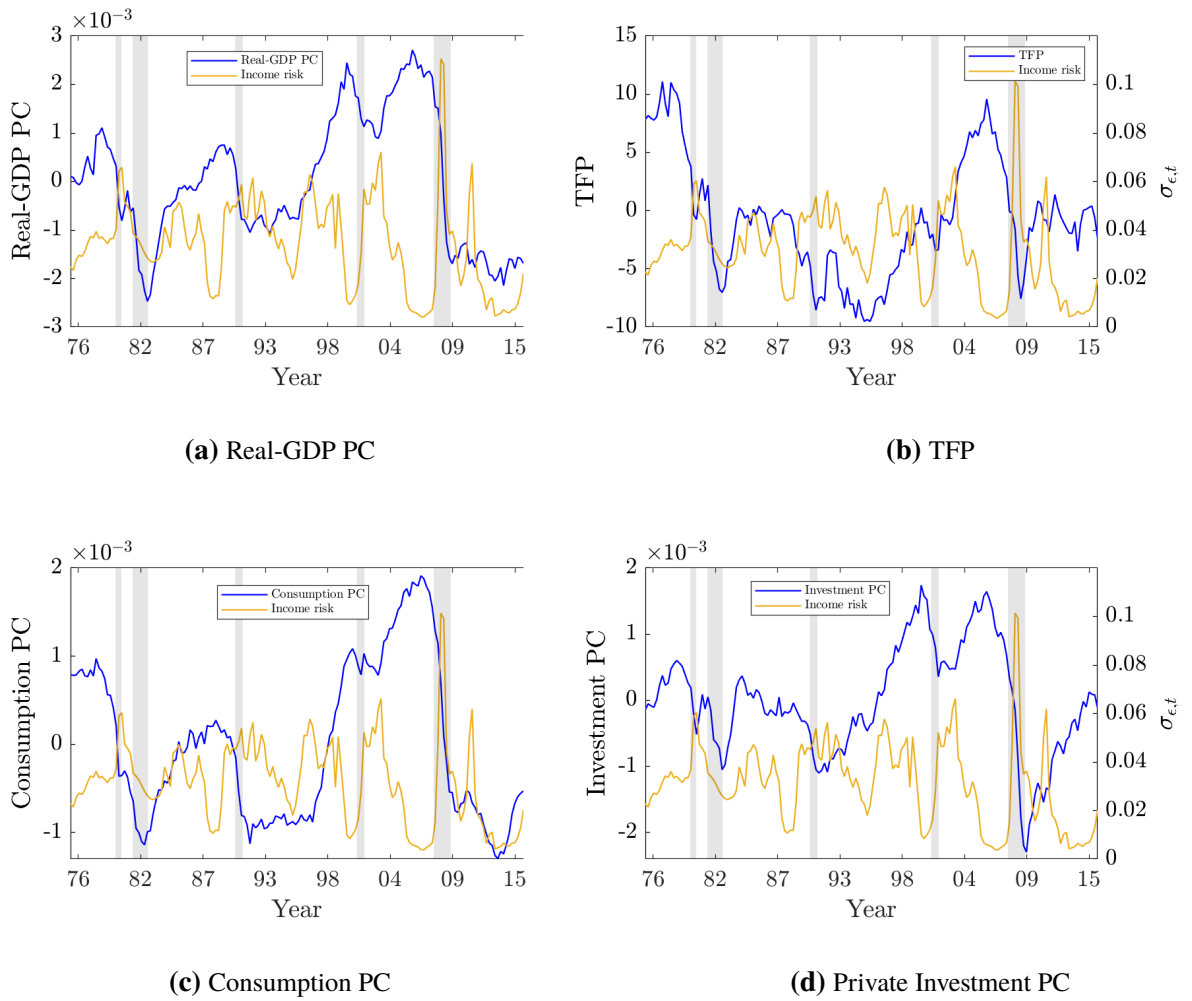 ×10⁻³
3
2
1
0
-1
-2
-3
Real-GDP PC
Real-GDP PC
Income risk
76 82 87 93 98 04 09 15
Year
(a) Real-GDP PC
15
10
5
0
-5
-10
TFP
TFP
Income risk
0.1
0.08
0.06
0.04
0.02
0
σϵ,t
76 82 87 93 98 04 09 15
Year
(b) TFP
×10⁻³
2
1
0
-1
Consumption PC
Consumption PC
Income risk
76 82 87 93 98 04 09 15
Year
(c) Consumption PC
×10⁻³
2
1
0
-1
-2
Investment PC
Investment PC
Income risk
0.1
0.08
0.06
0.04
0.02
0
σϵ,t
76 82 87 93 98 04 09 15
Year
(d) Private Investment PC